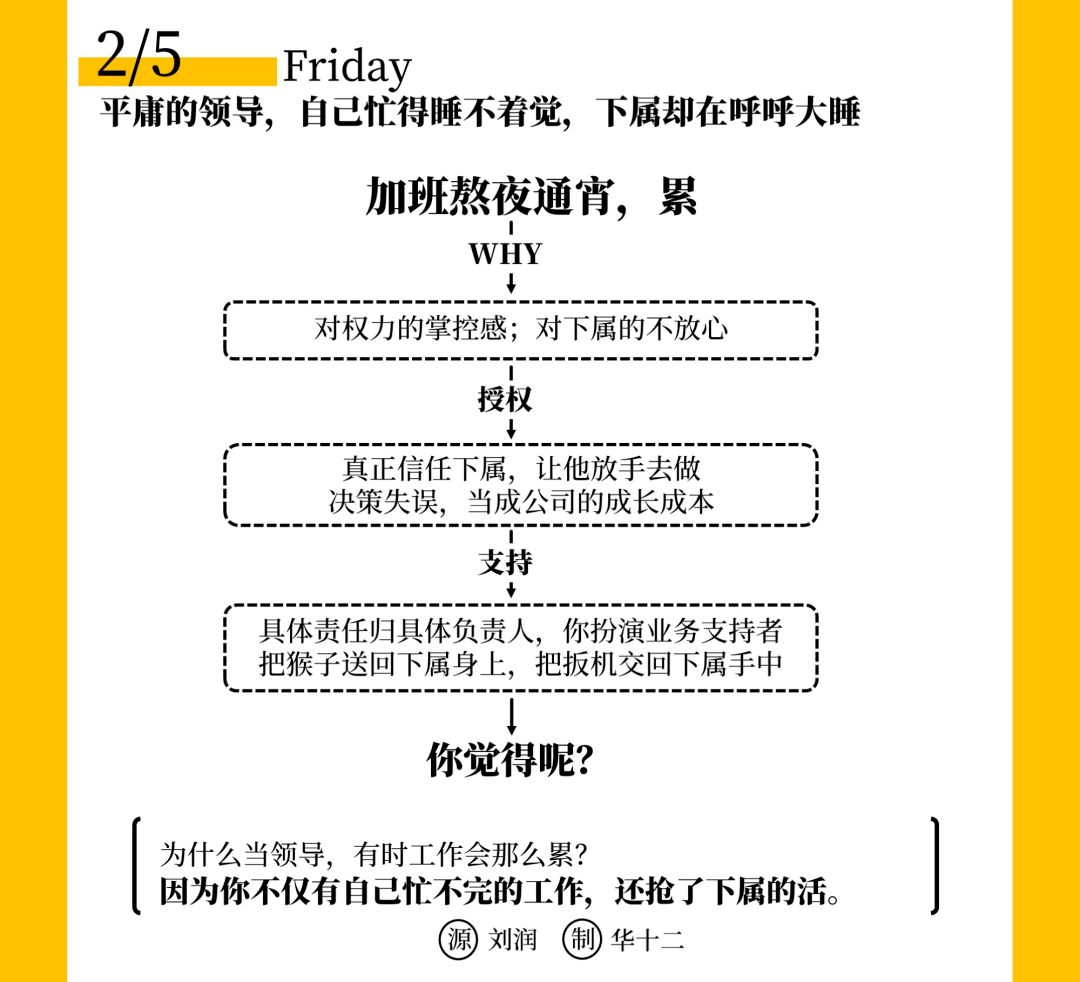 2/5 Friday
平庸的领导，自己忙得睡不着觉，下属却在呼呼大睡
加班熬夜通宵，累
WHY
对权力的掌控感；对下属的不放心
授权
真正信任下属，让他放手去做
决策失误，当成公司的成长成本
支持
具体责任归具体负责人，你扮演业务支持者
把猴子送回下属身上，把扳机交回下属手中
你觉得呢？
为什么当领导，有时工作会那么累？
因为你不仅有自己忙不完的工作，还抢了下属的活。
源 刘润 制 华十二